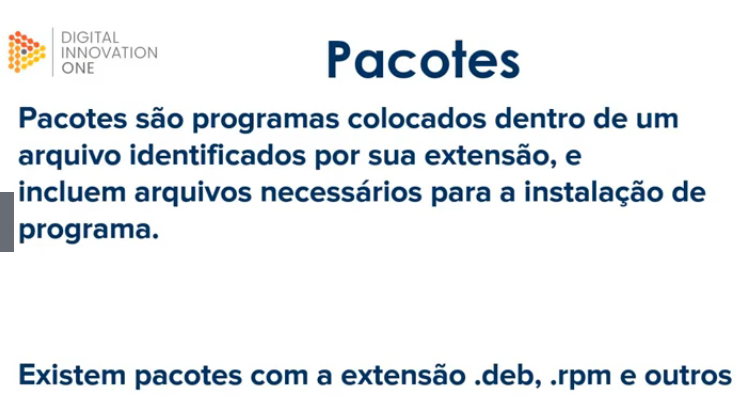 DIGITAL
INNOVATION
ONE
Pacotes
Pacotes são programas colocados dentro de um
arquivo identificados por sua extensão, e
incluem arquivos necessários para a instalação de
programa.
Existem pacotes com a extensão .deb, .rpm e outros